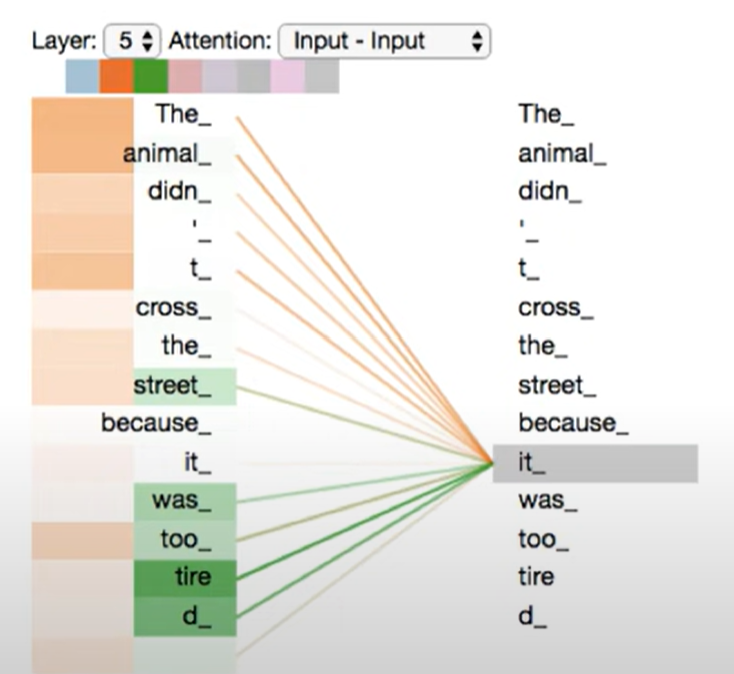 Layer: 5 Attention: Input - Input
The_ The_
animal_ animal_
didn_ didn_
'_ '_
t_ t_
cross_ cross_
the_ the_
street_ street_
because_ because_
it_ it_
was_ was_
too_ too_
tire tire
d_ d_